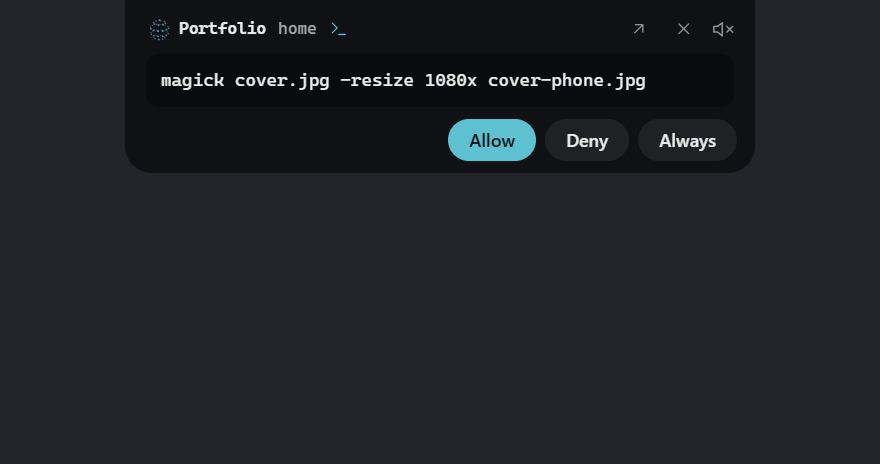 Portfolio home >_
magick cover.jpg -resize 1080x cover-phone.jpg
Allow Deny Always